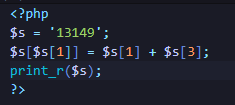 <?php
$s = '13149';
$s[$s[1]] = $s[1] + $s[3];
print_r($s);
?>